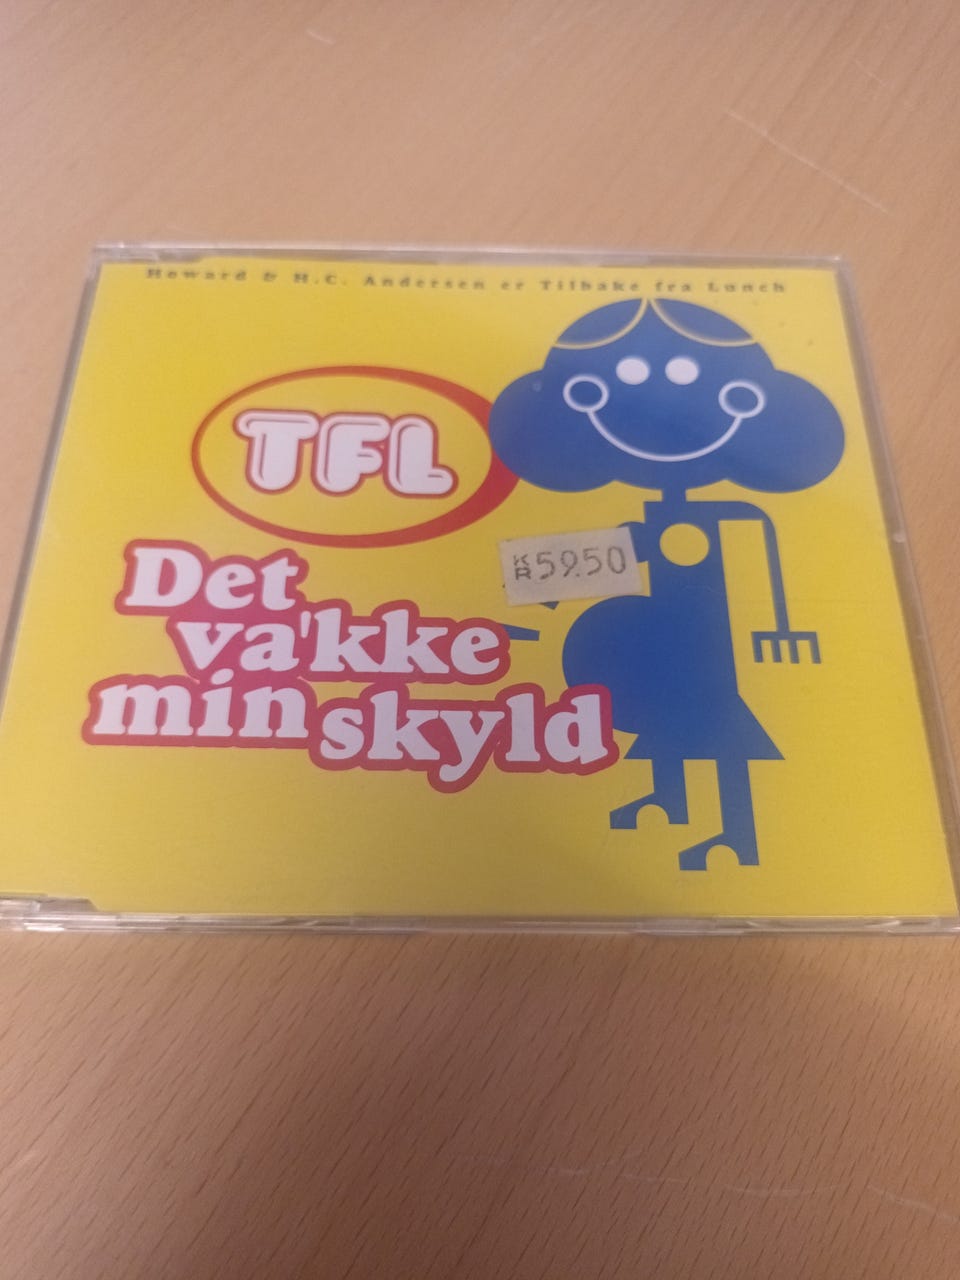 Howard & H.C. Andersen er Tilbake fra Lunch
TFL
KR 59.50
Det
va'kke
min skyld